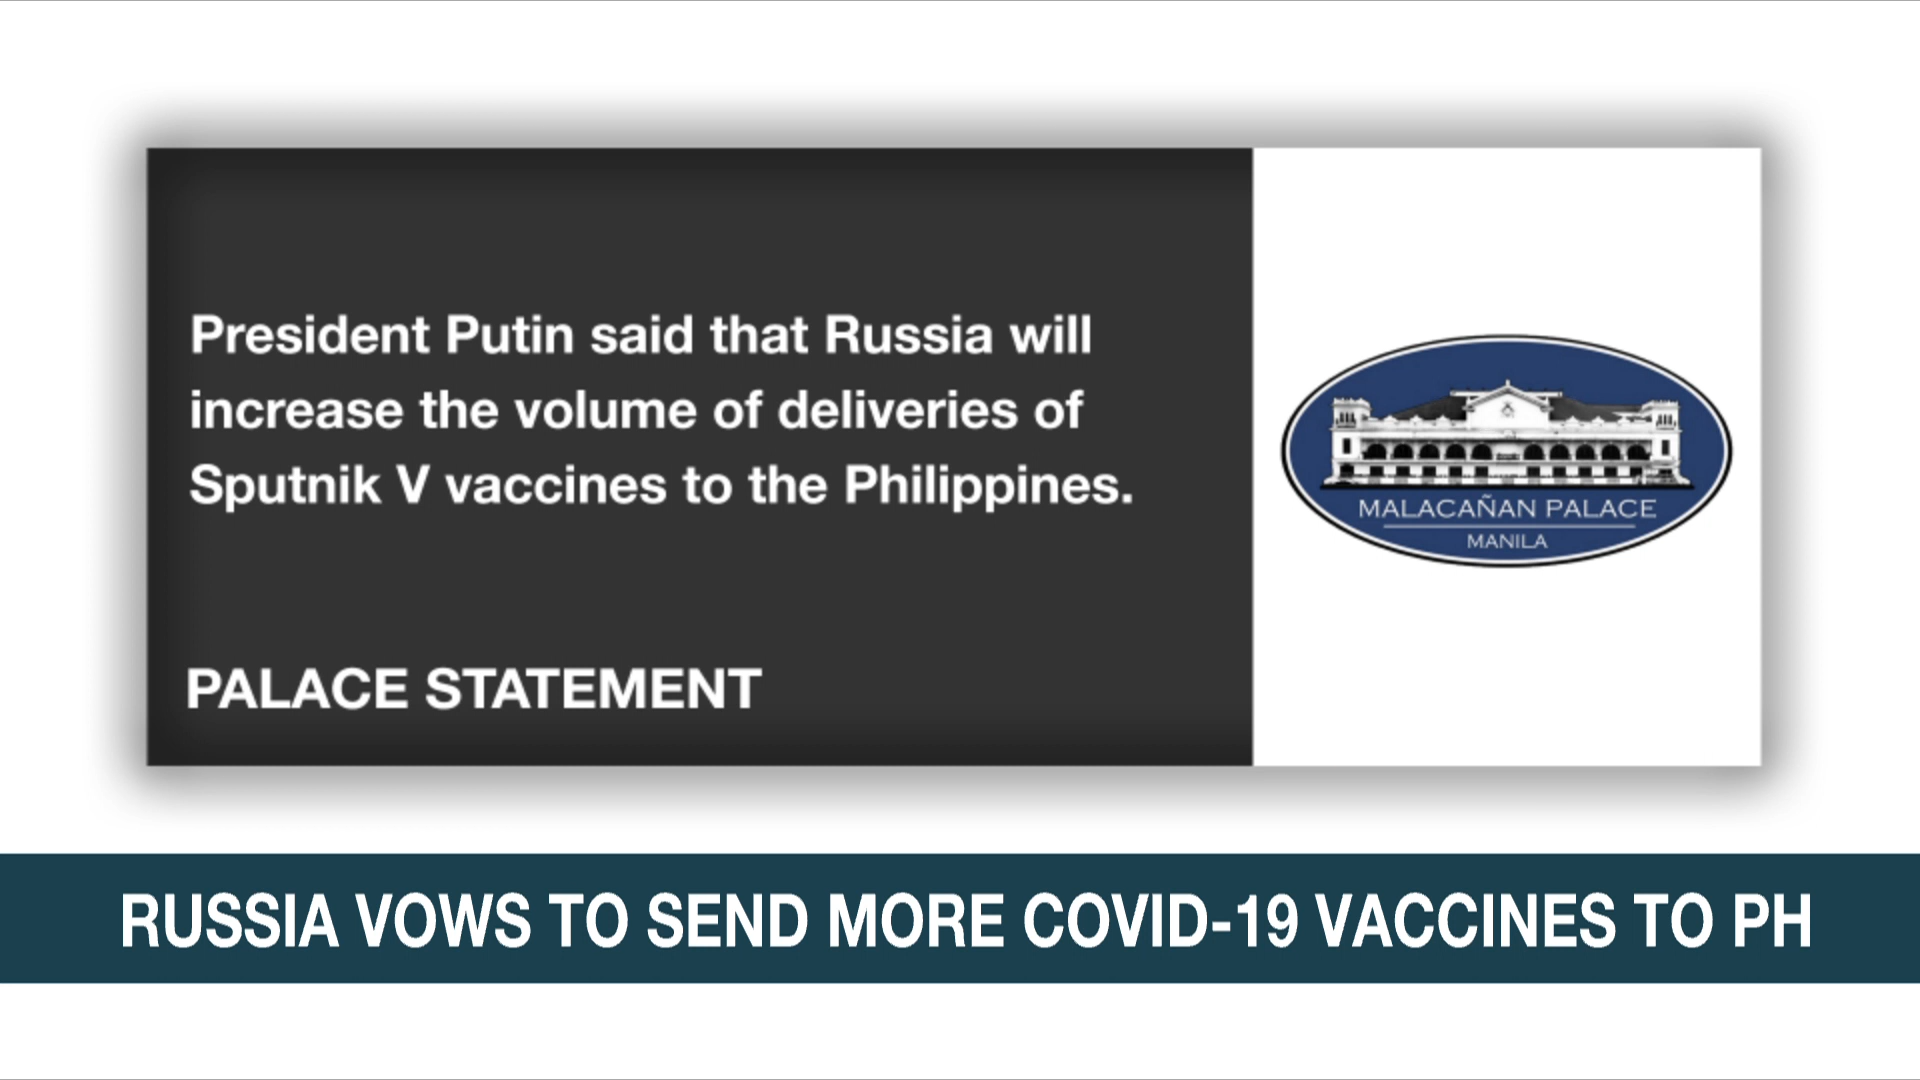 President Putin said that Russia will
increase the volume of deliveries of
Sputnik V vaccines to the Philippines.
PALACE STATEMENT
MALACAÑAN PALACE
MANILA
RUSSIA VOWS TO SEND MORE COVID-19 VACCINES TO PH